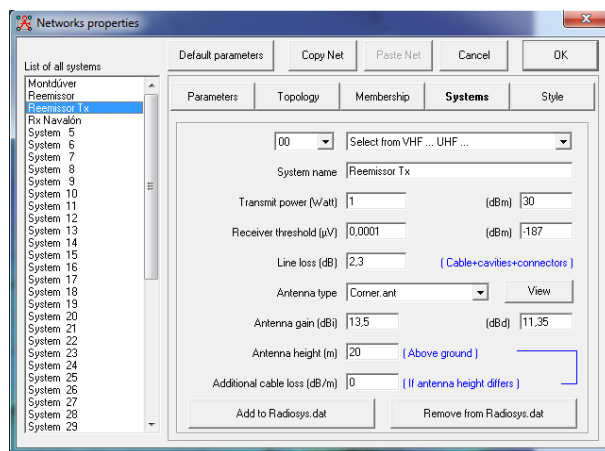 Networks properties
Default parameters Copy Net Paste Net Cancel OK
List of all systems
Montdúver
Reemissor
Reemissor Tx
Rx Navalón
System 5
System 6
System 7
System 8
System 9
System 10
System 11
System 12
System 13
System 14
System 15
System 16
System 17
System 18
System 19
System 20
System 21
System 22
System 23
System 24
System 25
System 26
System 27
System 28
System 29
Parameters Topology Membership Systems Style
00 Select from VHF ... UHF ...
System name Reemissor Tx
Transmit power (Watt) 1 (dBm) 30
Receiver threshold (µV) 0,0001 (dBm) -187
Line loss (dB) 2,3 ( Cable+cavities+connectors )
Antenna type Corner.ant View
Antenna gain (dBi) 13,5 (dBd) 11,35
Antenna height (m) 20 ( Above ground )
Additional cable loss (dB/m) 0 ( If antenna height differs )
Add to Radiosys.dat Remove from Radiosys.dat